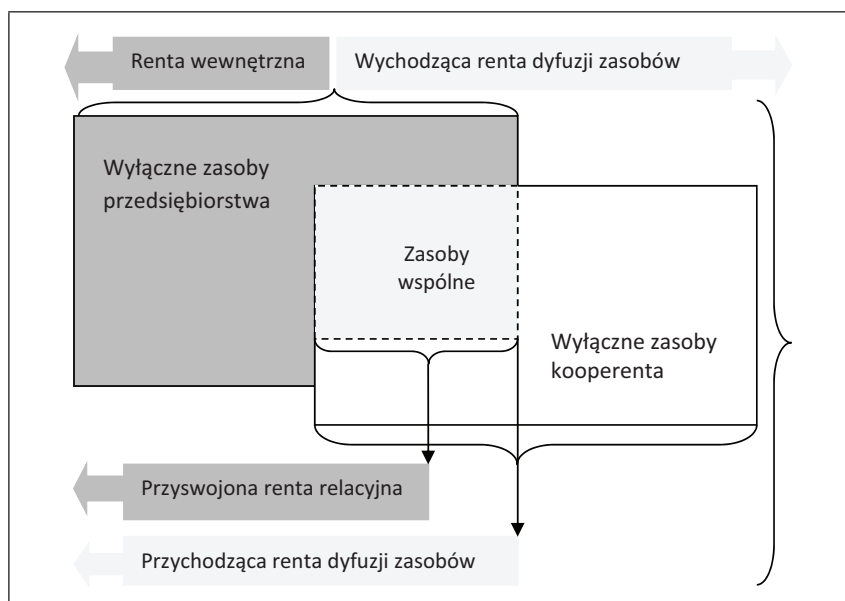 Renta wewnętrzna
Wychodząca renta dyfuzji zasobów
Wyłączne zasoby
przedsiębiorstwa
Zasoby
wspólne
Wyłączne zasoby
kooperenta
Przyswojona renta relacyjna
Przychodząca renta dyfuzji zasobów